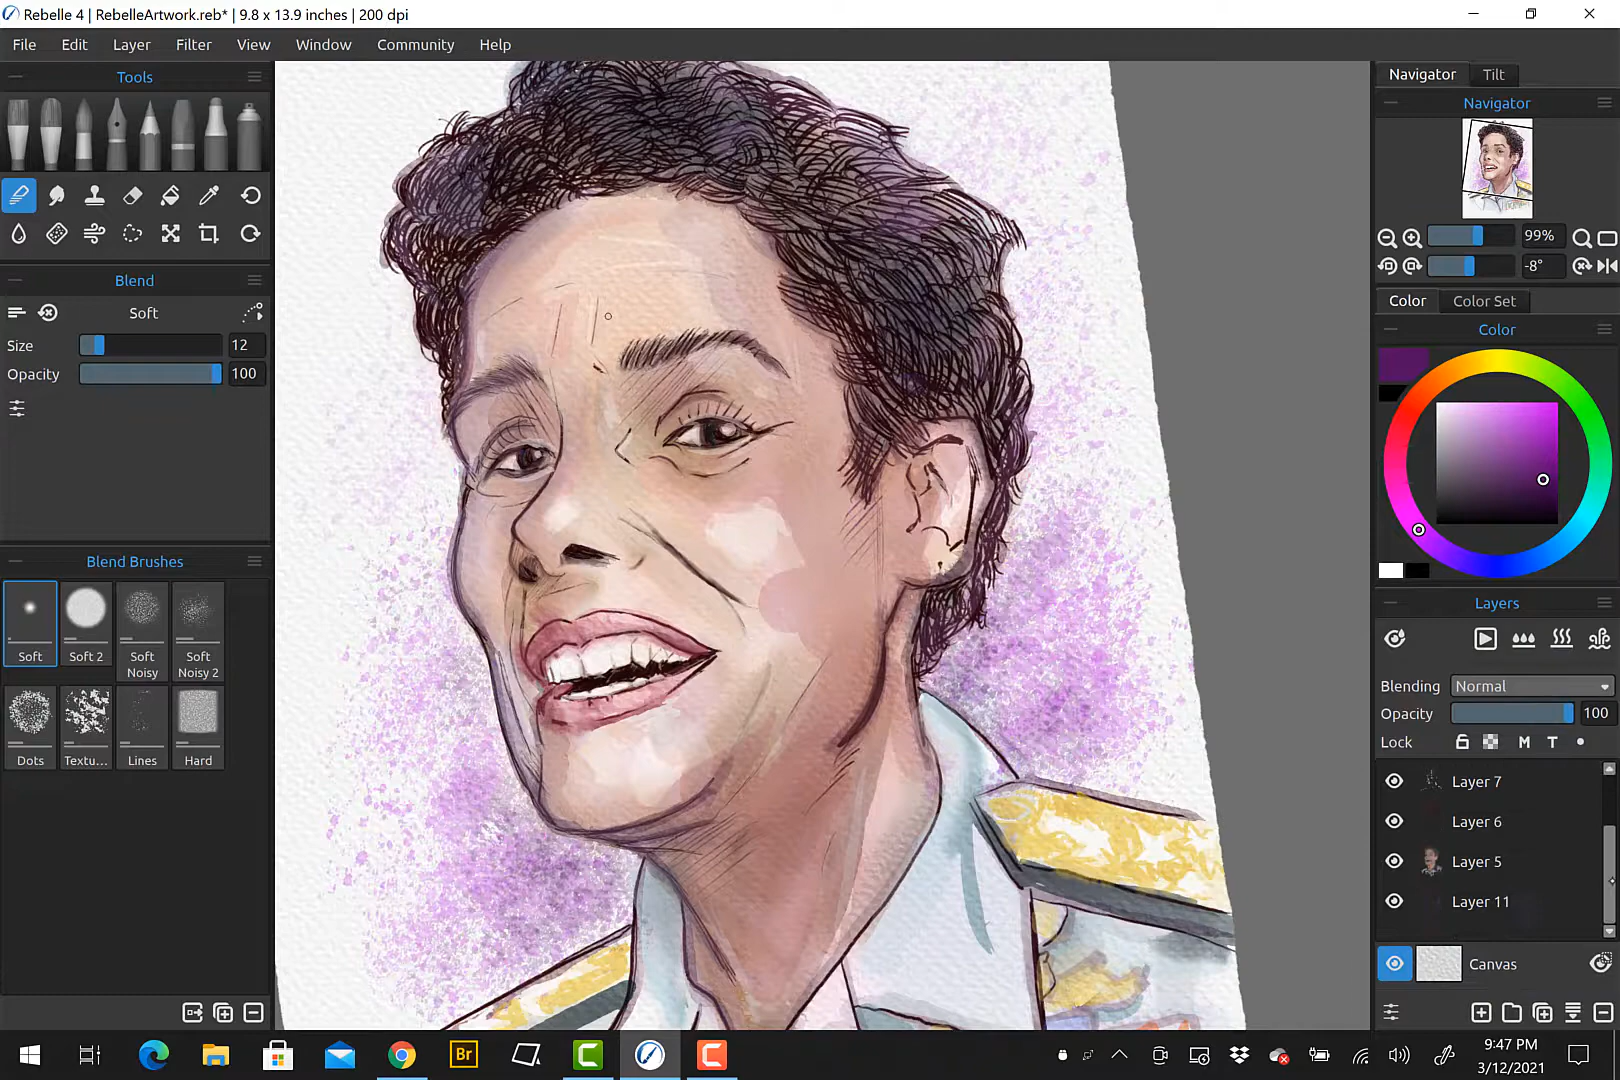 Rebelle 4 | RebelleArtwork.reb* | 9.8 x 13.9 inches | 200 dpi
File Edit Layer Filter View Window Community Help
Tools
Blend
Soft
Size 12
Opacity 100
Blend Brushes
Soft Soft 2 Soft Noisy Soft Noisy 2
Dots Textu... Lines Hard
Navigator Tilt
Navigator
99%
-8°
Color Color Set
Color
Layers
Blending Normal
Opacity 100
Lock M T
Layer 7
Layer 6
Layer 5
Layer 11
Canvas
Br
C
C
9:47 PM
3/12/2021